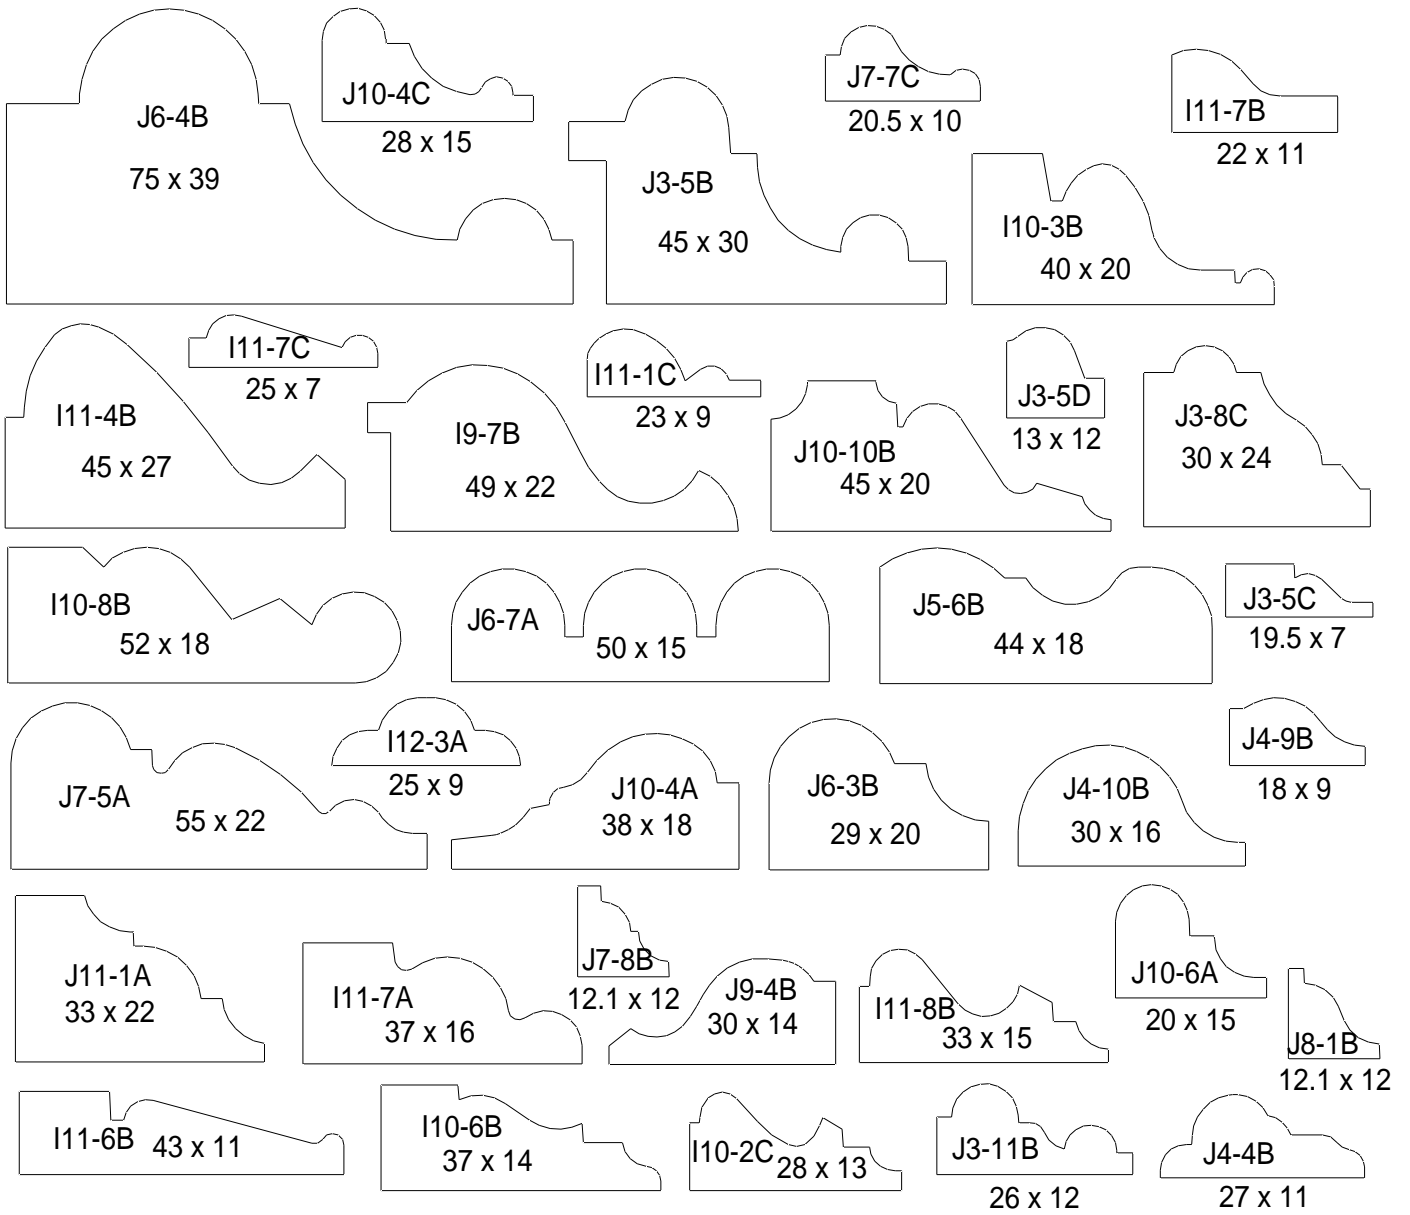 J6-4B
75 x 39
J10-4C
28 x 15
J3-5B
45 x 30
J7-7C
20.5 x 10
I11-7B
22 x 11
I10-3B
40 x 20
I11-4B
45 x 27
I11-7C
25 x 7
I9-7B
49 x 22
I11-1C
23 x 9
J10-10B
45 x 20
J3-5D
13 x 12
J3-8C
30 x 24
I10-8B
52 x 18
J6-7A
50 x 15
J5-6B
44 x 18
J3-5C
19.5 x 7
J7-5A
55 x 22
I12-3A
25 x 9
J10-4A
38 x 18
J6-3B
29 x 20
J4-10B
30 x 16
J4-9B
18 x 9
J11-1A
33 x 22
I11-7A
37 x 16
J7-8B
12.1 x 12
J9-4B
30 x 14
I11-8B
33 x 15
J10-6A
20 x 15
J8-1B
12.1 x 12
I11-6B 43 x 11
I10-6B
37 x 14
I10-2C 28 x 13
J3-11B
26 x 12
J4-4B
27 x 11